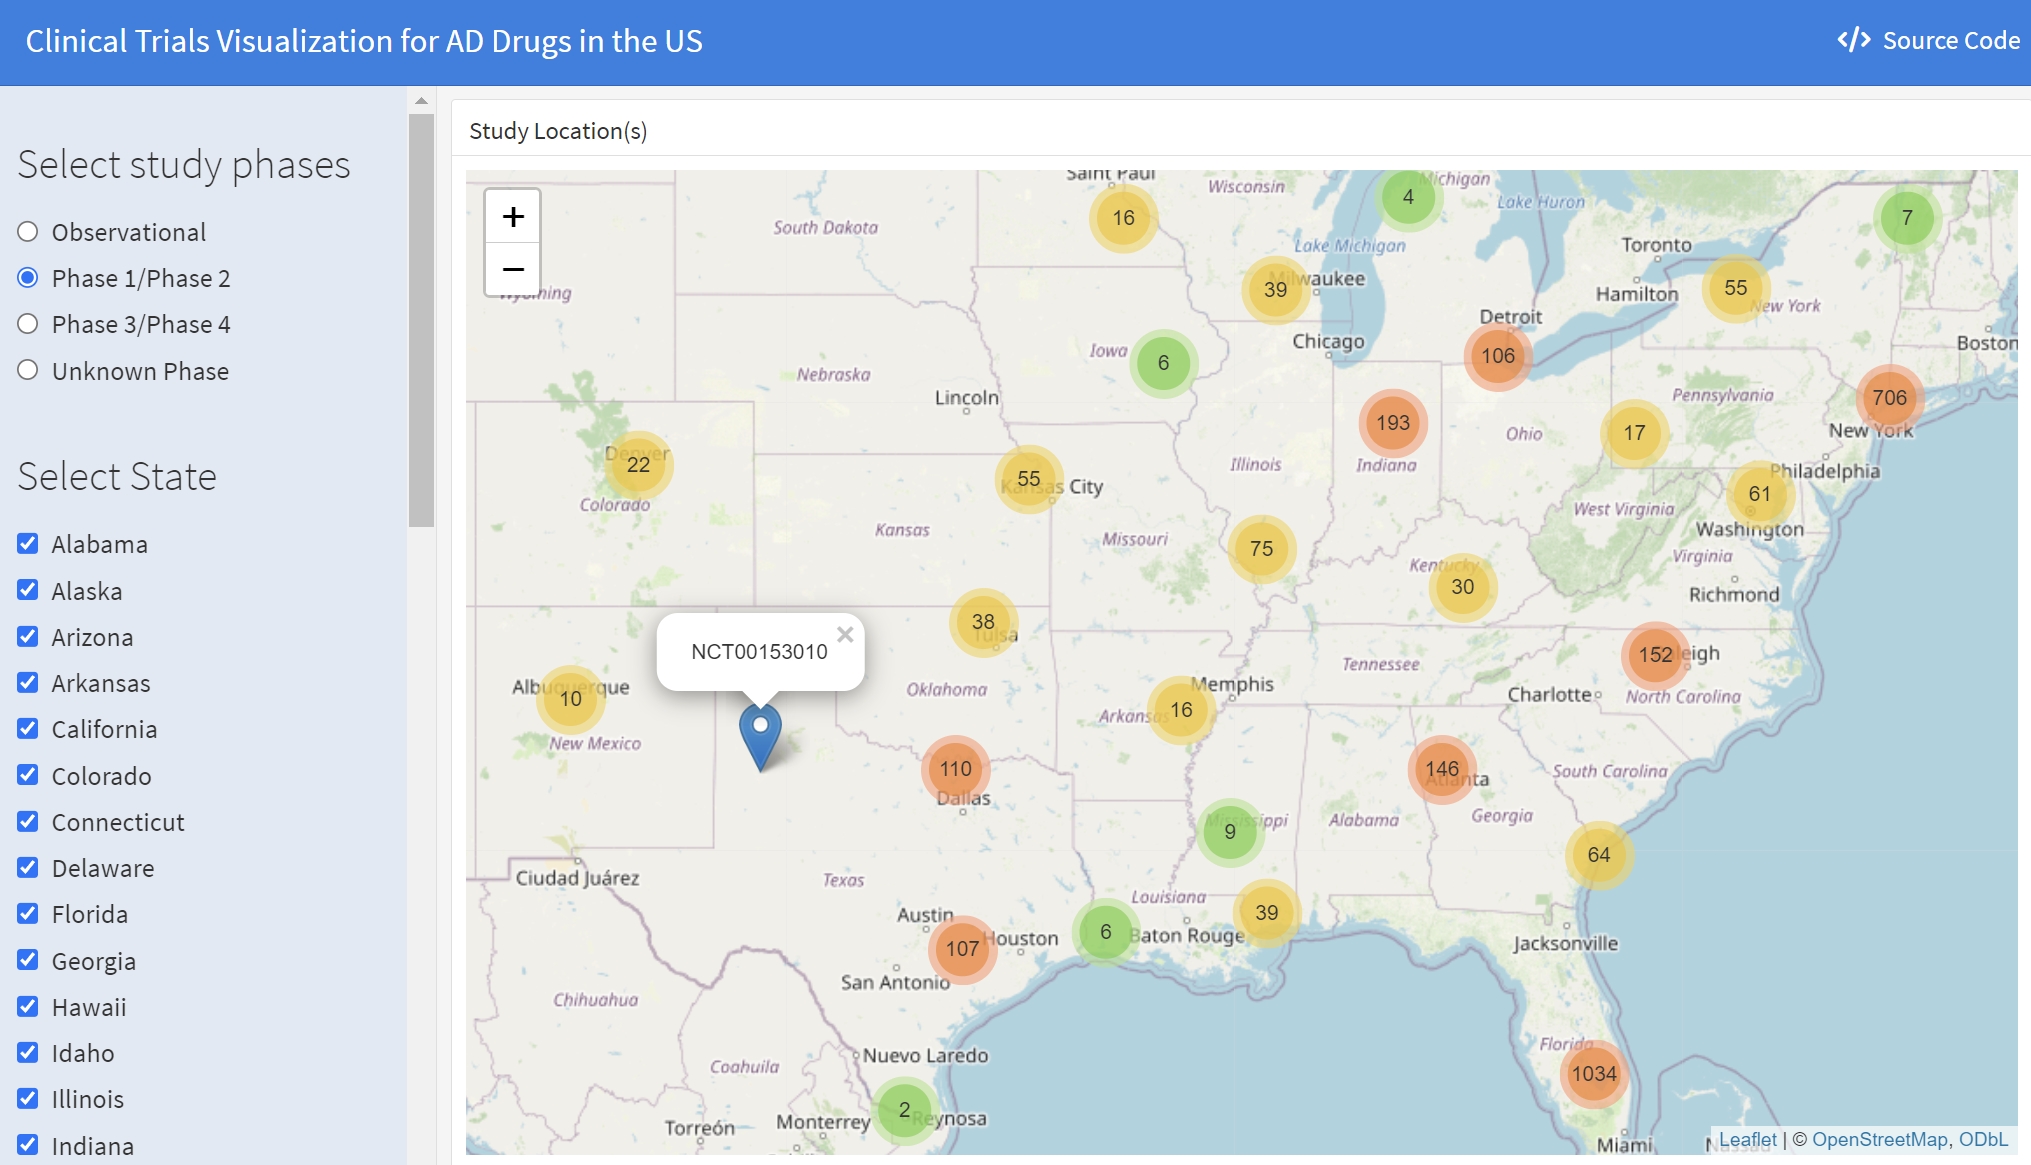 Clinical Trials Visualization for AD Drugs in the US
</> Source Code
Select study phases
Observational
Phase 1/Phase 2
Phase 3/Phase 4
Unknown Phase
Select State
Alabama
Alaska
Arizona
Arkansas
California
Colorado
Connecticut
Delaware
Florida
Georgia
Hawaii
Idaho
Illinois
Indiana
Study Location(s)
+
−
Saint Paul
16
Wisconsin
4
Michigan
Lake Huron
7
South Dakota
Lake Michigan
Toronto
Wyoming
39
Milwaukee
Hamilton
55
New York
Detroit
Chicago
106
Boston
Iowa
6
Nebraska
Lincoln
Pennsylvania
706
New York
193
Indiana
Ohio
17
Denver
22
Colorado
55
Kansas City
Illinois
Philadelphia
61
Washington
West Virginia
Kansas
Missouri
75
Virginia
Kentucky
30
Richmond
38
Tulsa
NCT00153010
×
Albuquerque
10
New Mexico
Oklahoma
Memphis
16
Arkansas
Tennessee
152
Charlotte
North Carolina
110
Dallas
146
Atlanta
South Carolina
Georgia
9
Mississippi
Alabama
64
Ciudad Juárez
Texas
Louisiana
39
Austin
107
Houston
6
Baton Rouge
Jacksonville
San Antonio
Chihuahua
Florida
1034
Nuevo Laredo
Coahuila
2
Reynosa
Monterrey
Torreón
Miami
Leaflet | © OpenStreetMap, ODbL